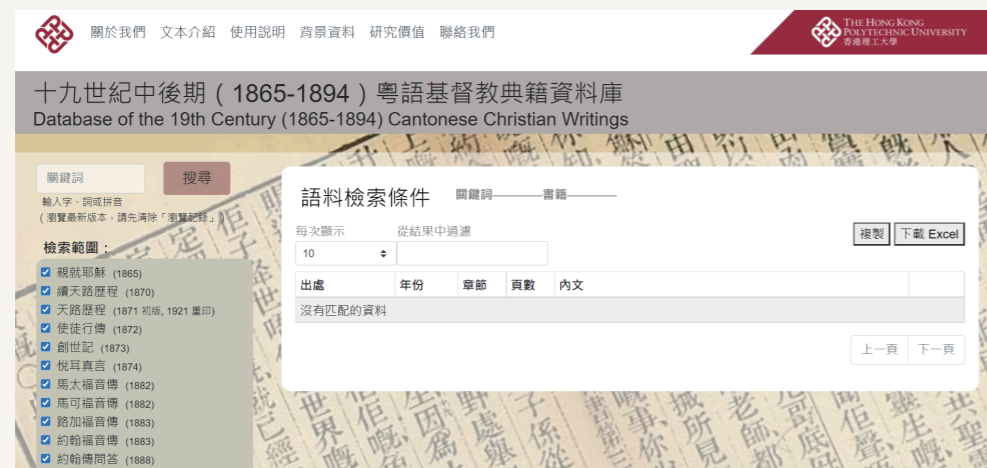 關於我們 文本介紹 使用說明 背景資料 研究價值 聯絡我們
THE HONG KONG
POLYTECHNIC UNIVERSITY
香港理工大學
十九世紀中後期(1865-1894)粵語基督教典籍資料庫
Database of the 19th Century (1865-1894) Cantonese Christian Writings
關鍵詞 搜尋
輸入字、詞或拼音
(瀏覽最新版本,請先清除「瀏覽記錄」)
檢索範圍:
親就耶穌 (1865)
續天路歷程 (1870)
天路歷程 (1871 初版, 1921 重印)
使徒行傳 (1872)
創世記 (1873)
悅耳真言 (1874)
馬太福音傳 (1882)
馬可福音傳 (1882)
路加福音傳 (1883)
約翰福音傳 (1883)
約翰傳問答 (1888)
語料檢索條件 關鍵詞————書籍————
每次顯示 從結果中過濾
10
複製 下載 Excel
出處 年份 章節 頁數 內文
沒有匹配的資料
上一頁 下一頁